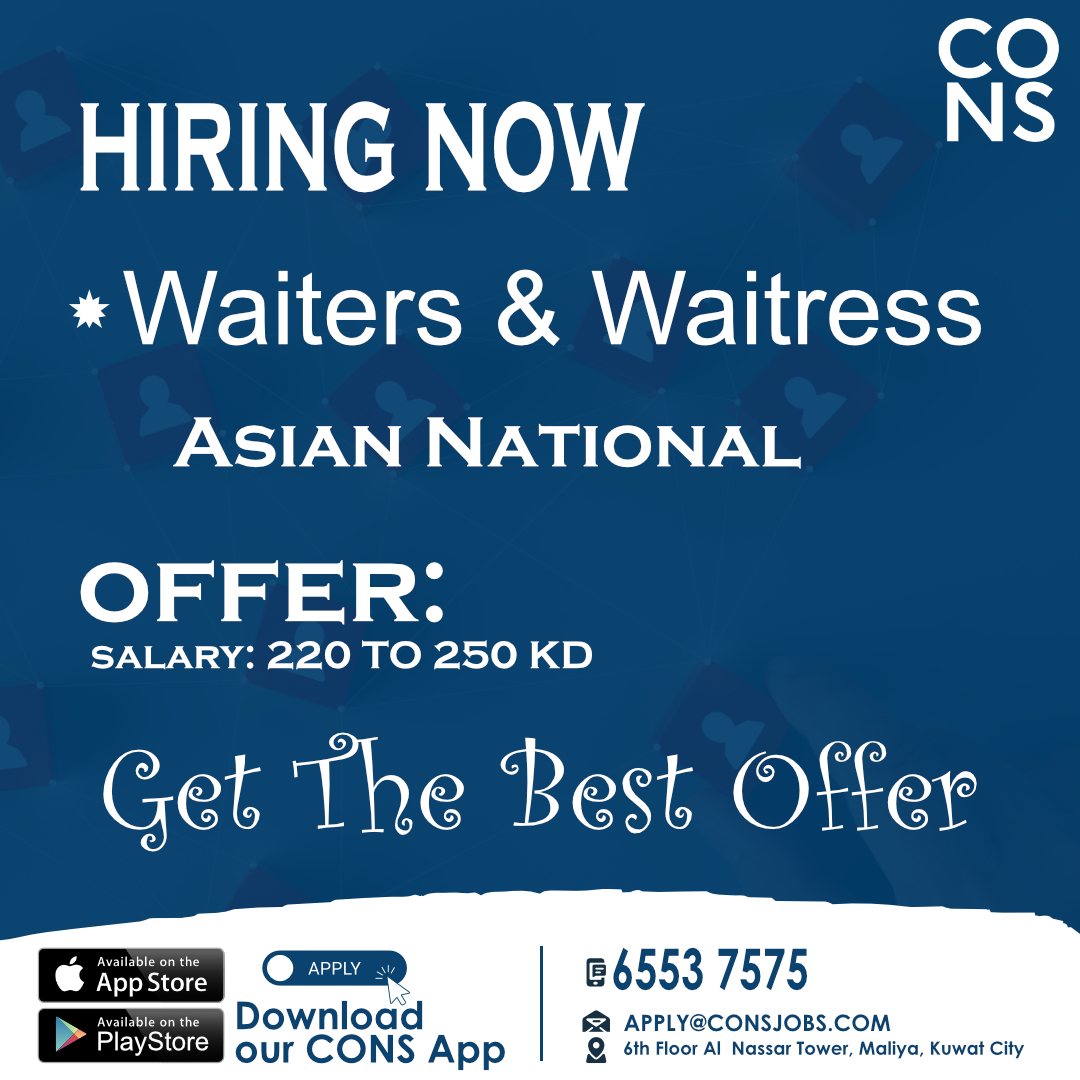 CO
NS
HIRING NOW
Waiters & Waitress
Asian National
OFFER:
SALARY: 220 TO 250 KD
Get The Best Offer
Available on the
App Store
Available on the
PlayStore
APPLY
Download
our CONS App
6553 7575
APPLY@CONSJOBS.COM
6th Floor Al Nassar Tower, Maliya, Kuwat City